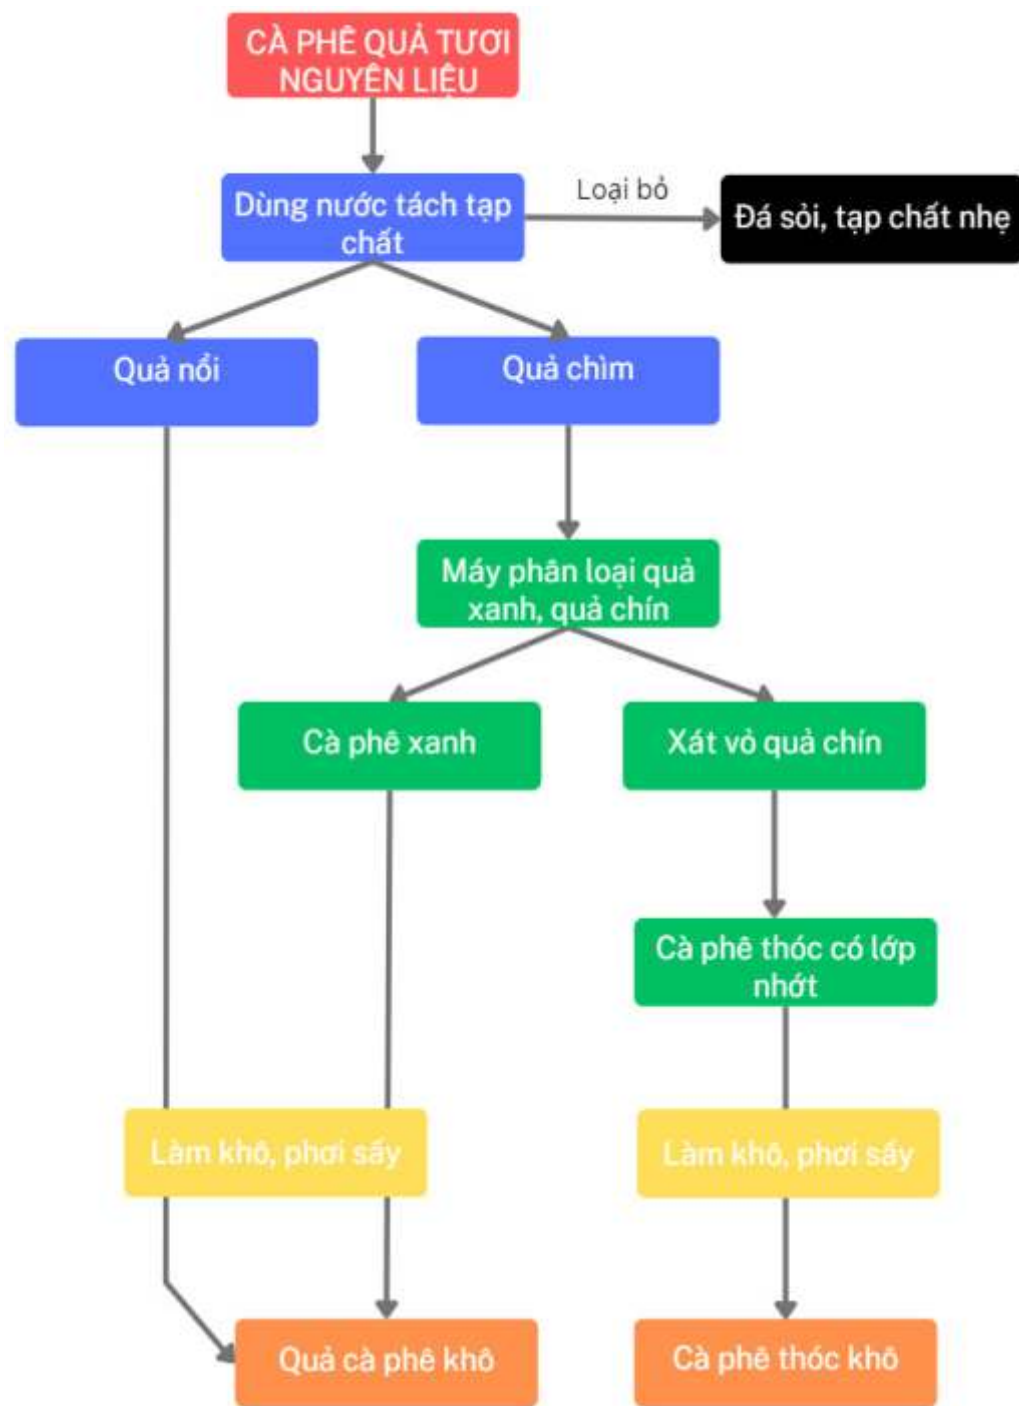 CÀ PHÊ QUẢ TƯƠI
NGUYÊN LIỆU
Dùng nước tách tạp
chất
Loại bỏ
Đá sỏi, tạp chất nhẹ
Quả nổi
Quả chìm
Máy phân loại quả
xanh, quả chín
Cà phê xanh
Xát vỏ quả chín
Cà phê thóc có lớp
nhớt
Làm khô, phơi sấy
Làm khô, phơi sấy
Quả cà phê khô
Cà phê thóc khô